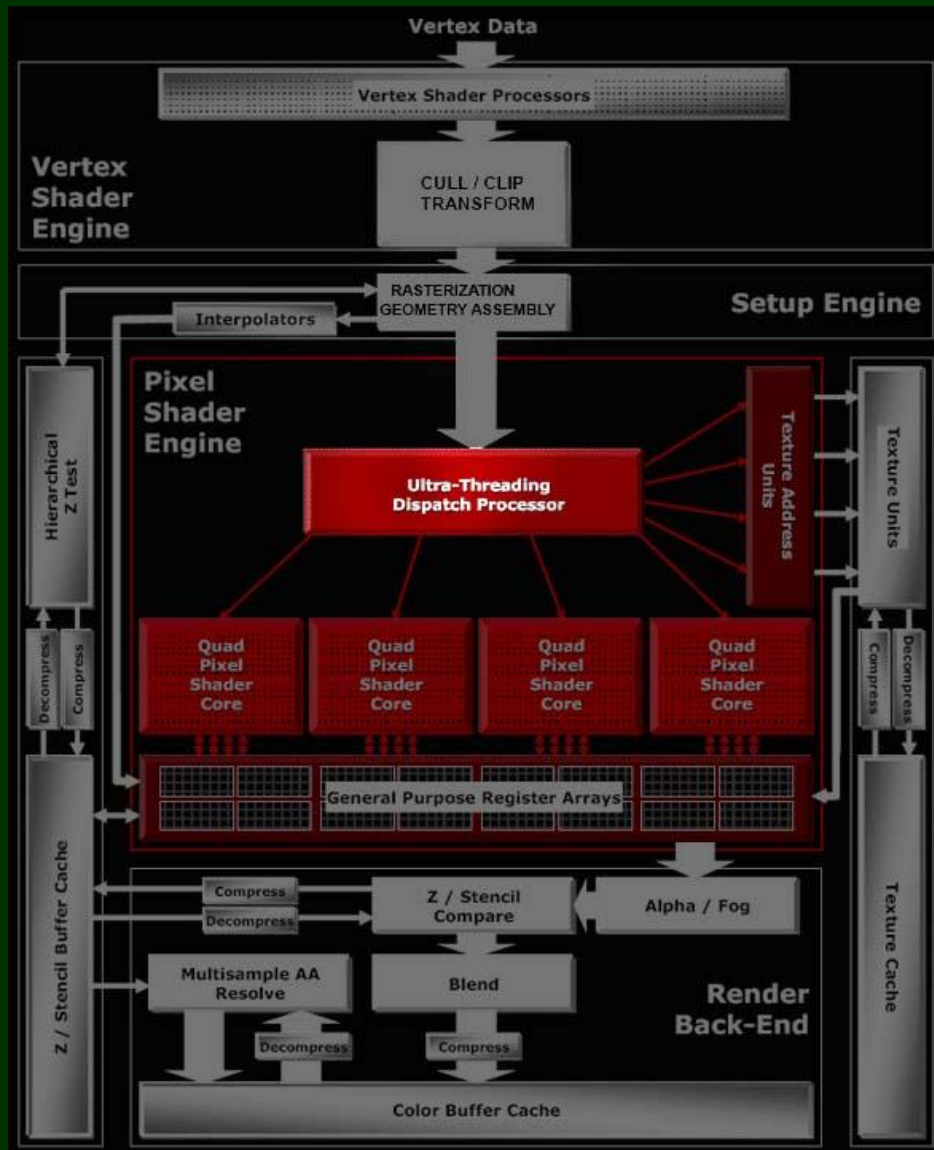 Vertex Data
Vertex Shader Processors
Vertex
Shader
Engine
CULL / CLIP
TRANSFORM
RASTERIZATION
GEOMETRY ASSEMBLY
Setup Engine
Interpolators
Pixel
Shader
Engine
Hierarchical
Z Test
Ultra-Threading
Dispatch Processor
Texture Address
Units
Texture Units
Decompress
Compress
Quad
Pixel
Shader
Core
Quad
Pixel
Shader
Core
Quad
Pixel
Shader
Core
Quad
Pixel
Shader
Core
Compress
Decompress
General Purpose Register Arrays
Z / Stencil Buffer Cache
Compress
Decompress
Z / Stencil
Compare
Alpha / Fog
Texture Cache
Multisample AA
Resolve
Blend
Render
Back-End
Decompress
Compress
Color Buffer Cache